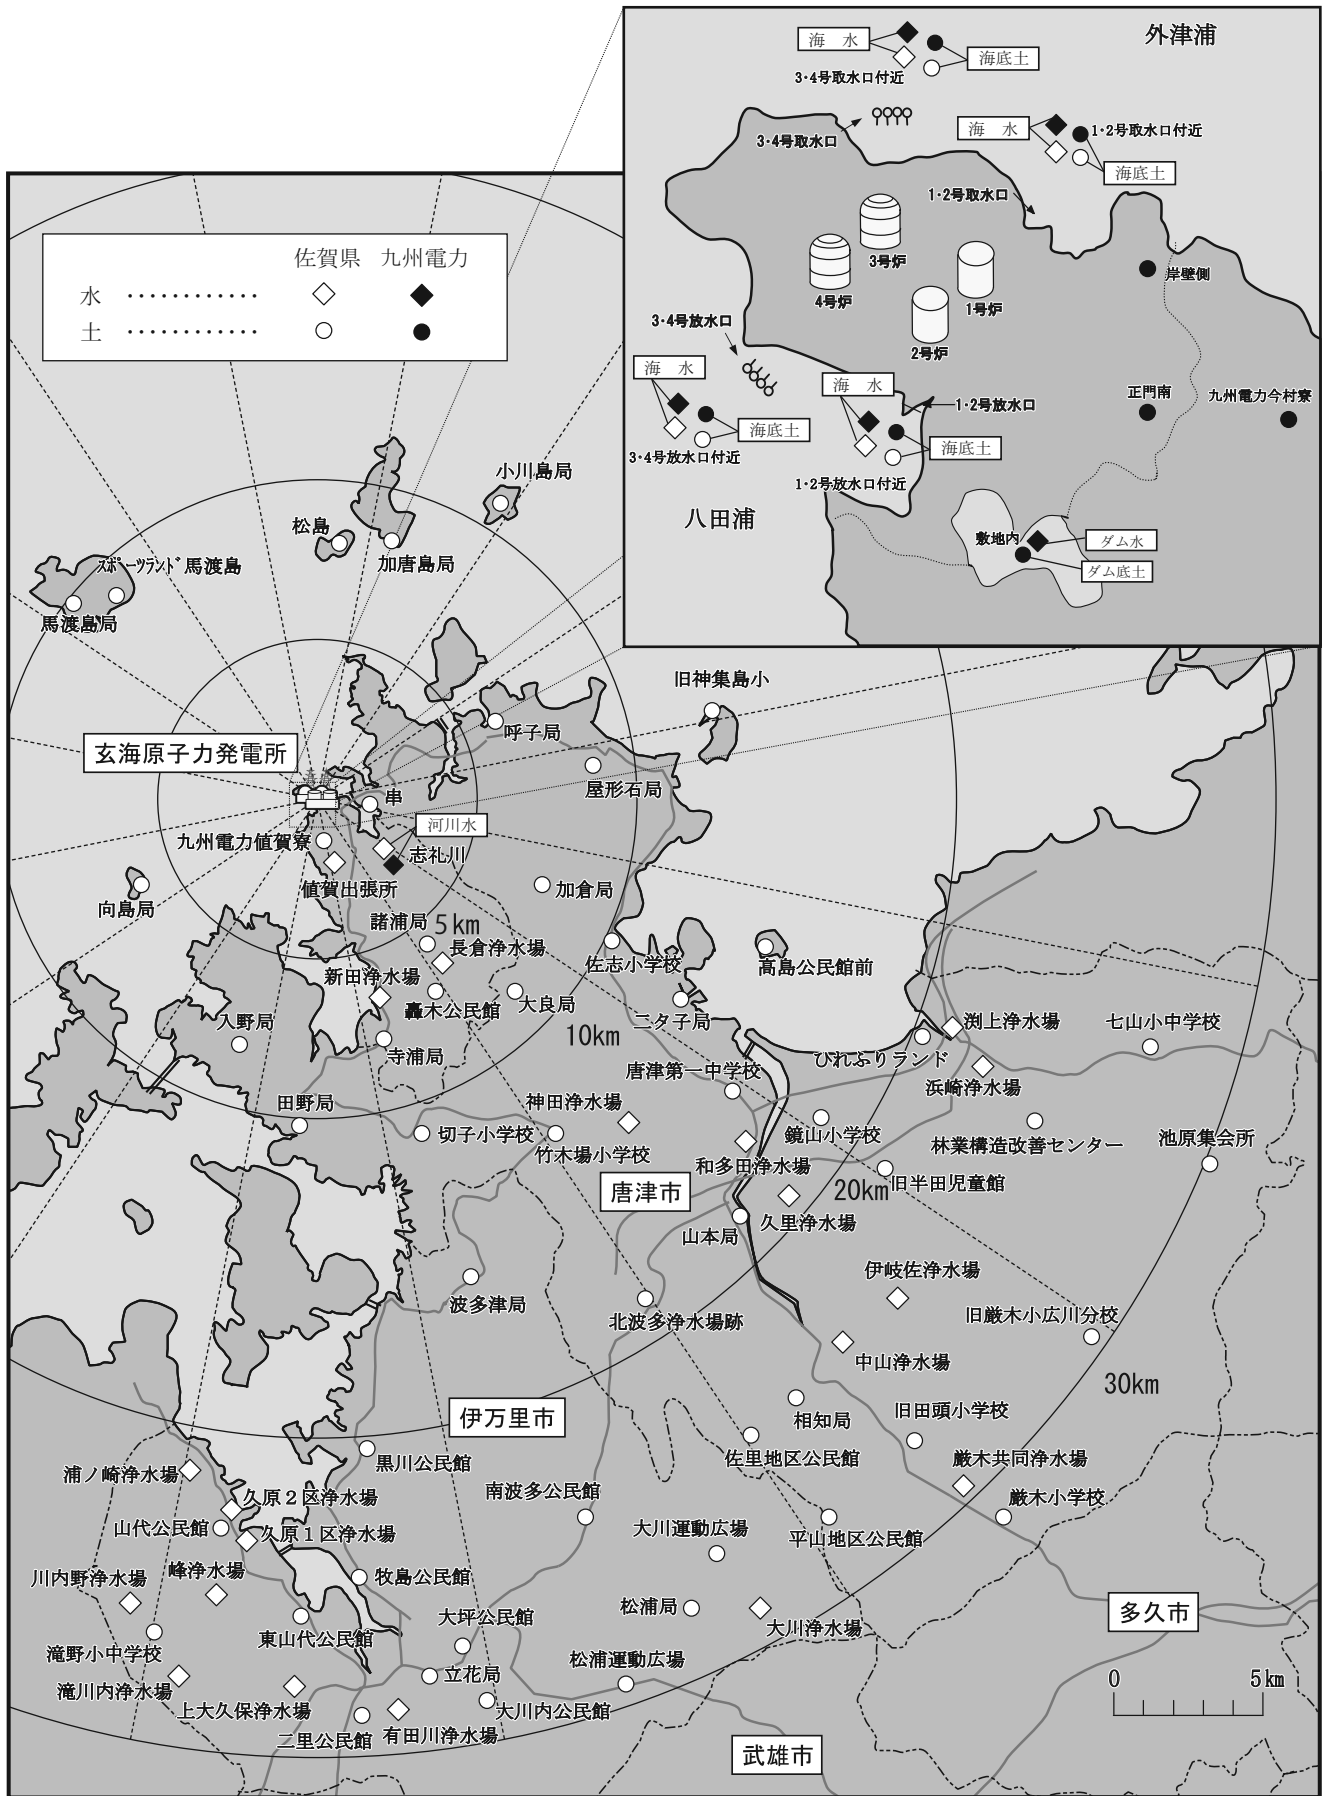 海　水
海底土
3・4号取水口付近
外津浦
3・4号取水口
海　水
1・2号取水口付近
海底土
1・2号取水口
3号炉
4号炉
1号炉
2号炉
岸壁側
3・4号放水口
海　水
海底土
3・4号放水口付近
海　水
1・2号放水口
海底土
1・2号放水口付近
正門南
九州電力今村寮
八田浦
敷地内
ダム水
ダム底土
佐賀県 九州電力
水 ‥‥‥‥‥‥
土 ‥‥‥‥‥‥
小川島局
松島
加唐島局
スポーツランド馬渡島
馬渡島局
旧神集島小
呼子局
玄海原子力発電所
屋形石局
串
河川水
九州電力値賀寮
志礼川
値賀出張所
加倉局
向島局
諸浦局
5km
長倉浄水場
佐志小学校
高島公民館前
新田浄水場
轟木公民館
大良局
二タ子局
入野局
10km
渕上浄水場
七山小中学校
寺浦局
ひれふりランド
唐津第一中学校
浜崎浄水場
田野局
神田浄水場
切子小学校
竹木場小学校
鏡山小学校
林業構造改善センター
池原集会所
和多田浄水場
唐津市
20km
旧半田児童館
久里浄水場
山本局
伊岐佐浄水場
波多津局
北波多浄水場跡
旧厳木小広川分校
中山浄水場
30km
伊万里市
相知局
旧田頭小学校
黒川公民館
佐里地区公民館
厳木共同浄水場
浦ノ崎浄水場
久原２区浄水場
南波多公民館
厳木小学校
山代公民館
久原１区浄水場
大川運動広場
平山地区公民館
川内野浄水場
峰浄水場
牧島公民館
松浦局
大川浄水場
多久市
滝野小中学校
東山代公民館
大坪公民館
松浦運動広場
滝川内浄水場
立花局
0 5km
上大久保浄水場
大川内公民館
二里公民館
有田川浄水場
武雄市